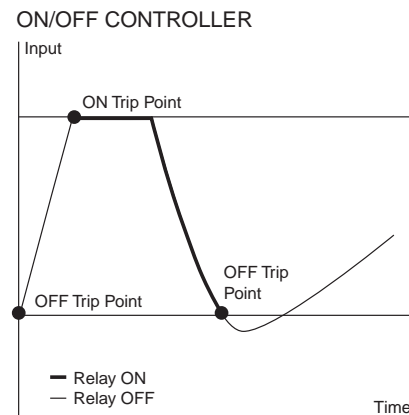 ON/OFF CONTROLLER
Input
ON Trip Point
OFF Trip
Point
OFF Trip Point
Relay ON
Relay OFF
Time